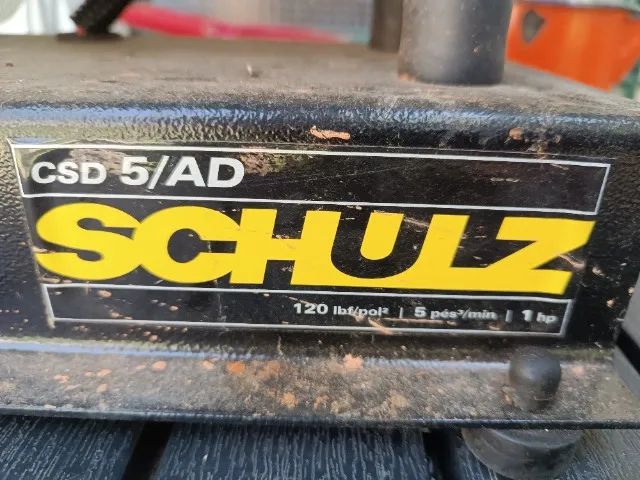 CSD 5/AD
SCHULZ
120 lbf/pol² | 5 pés³/min | 1 hp